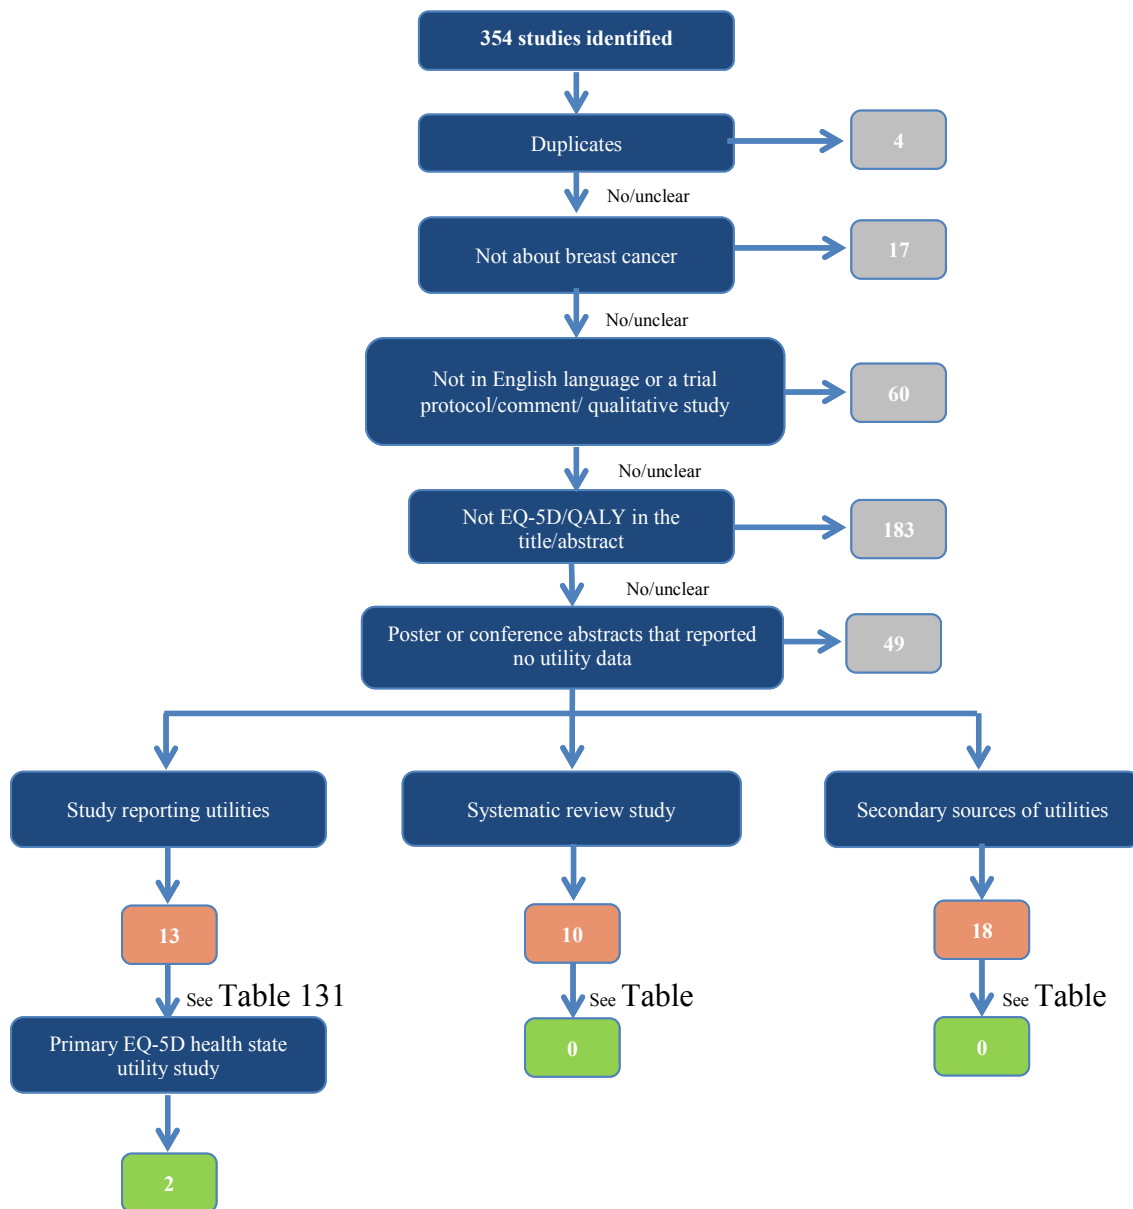 354 studies identified
Duplicates
4
No/unclear
Not about breast cancer
17
No/unclear
Not in English language or a trial
protocol/comment/ qualitative study
60
No/unclear
Not EQ-5D/QALY in the
title/abstract
183
No/unclear
Poster or conference abstracts that reported
no utility data
49
Study reporting utilities
Systematic review study
Secondary sources of utilities
13
10
18
See Table 131
See Table
See Table
Primary EQ-5D health state
utility study
0
0
2